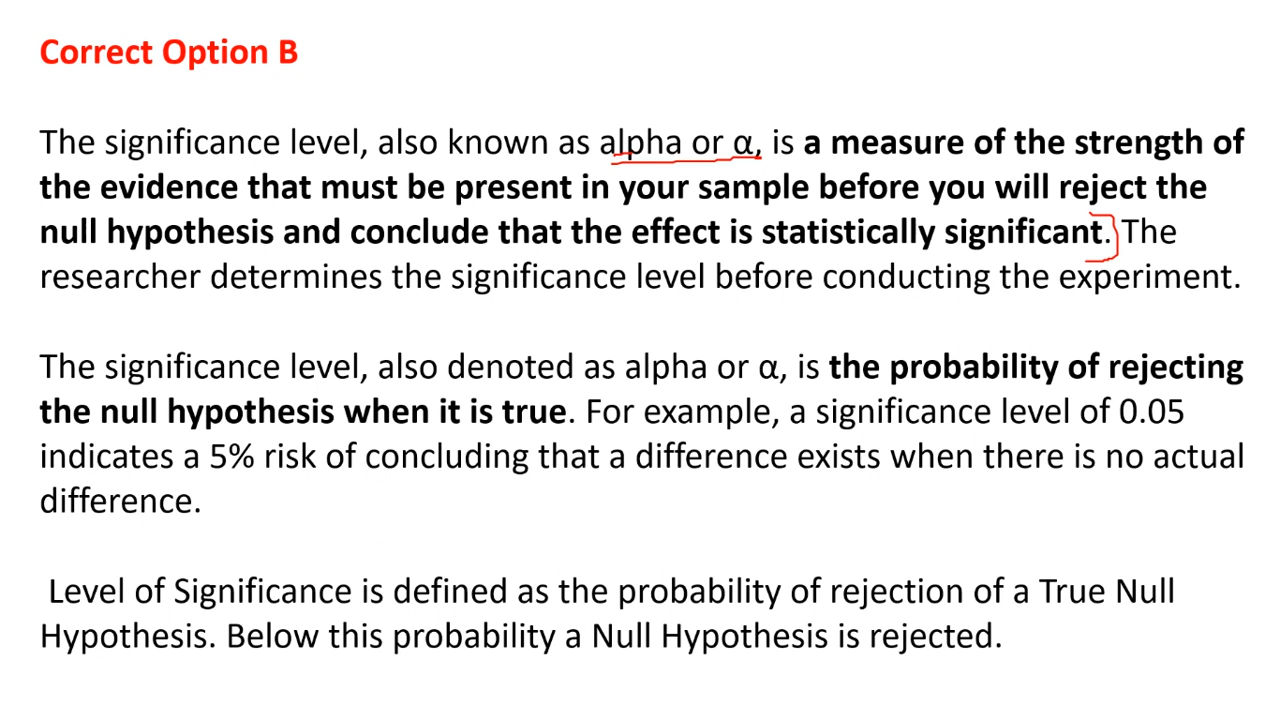 Correct Option B
The significance level, also known as alpha or α, is a measure of the strength of
the evidence that must be present in your sample before you will reject the
null hypothesis and conclude that the effect is statistically significant. The
researcher determines the significance level before conducting the experiment.
The significance level, also denoted as alpha or α, is the probability of rejecting
the null hypothesis when it is true. For example, a significance level of 0.05
indicates a 5% risk of concluding that a difference exists when there is no actual
difference.
Level of Significance is defined as the probability of rejection of a True Null
Hypothesis. Below this probability a Null Hypothesis is rejected.